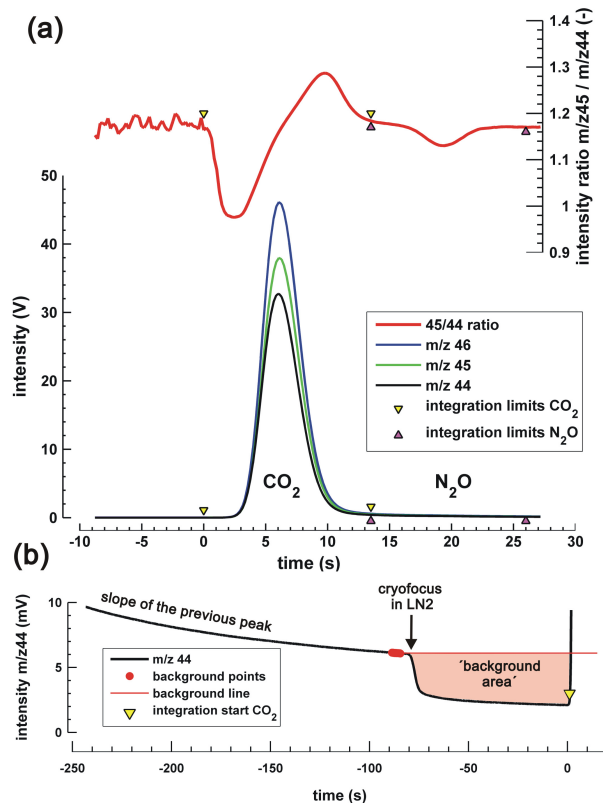 (a)
1.4
1.3
1.2
1.1
1
0.9
intensity ratio m/z45 / m/z44 (-)
50
40
30
20
10
0
intensity (V)
45/44 ratio
m/z 46
m/z 45
m/z 44
integration limits CO2
integration limits N2O
CO2
N2O
-10 -5 0 5 10 15 20 25 30
time (s)
(b)
cryofocus
in LN2
slope of the previous peak
10
8
6
4
2
0
intensity m/z44 (mV)
m/z 44
background points
background line
integration start CO2
´background
area´
-250 -200 -150 -100 -50 0
time (s)